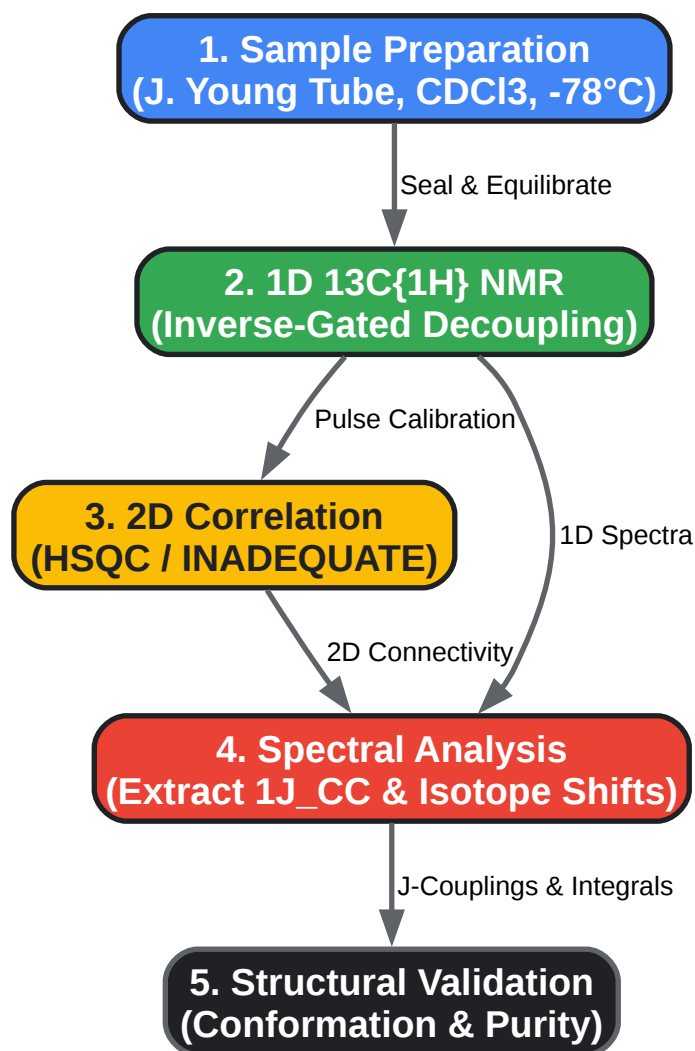 1. Sample Preparation
(J. Young Tube, CDCl3, -78°C)
Seal & Equilibrate
2. 1D 13C{1H} NMR
(Inverse-Gated Decoupling)
Pulse Calibration
3. 2D Correlation
(HSQC / INADEQUATE)
1D Spectra
2D Connectivity
4. Spectral Analysis
(Extract 1J_CC & Isotope Shifts)
J-Couplings & Integrals
5. Structural Validation
(Conformation & Purity)